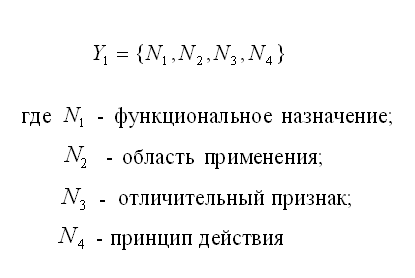 Y₁ = {N₁, N₂, N₃, N₄}
где N₁ - функциональное назначение;
N₂ - область применения;
N₃ - отличительный признак;
N₄ - принцип действия